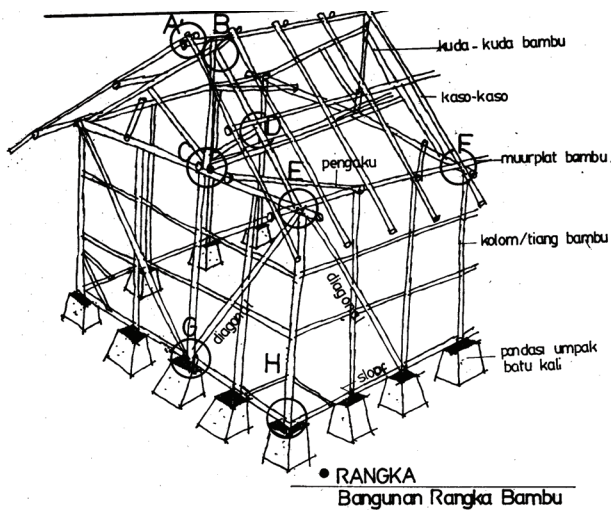 A
B
kuda-kuda bambu
kaso-kaso
D
C
pengaku
F
E
muurplat bambu
kolom/tiang bambu
diagonal
G
diagonal
H
pandasi umpak
batu kali
sloof
• RANGKA
Bangunan Rangka Bambu